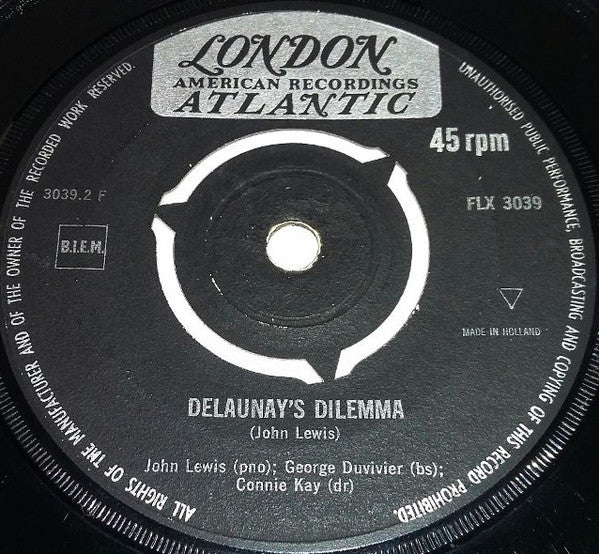 LONDON
AMERICAN RECORDINGS
ATLANTIC
45 rpm
3039.2 F
FLX 3039
B.I.E.M.
MADE IN HOLLAND
DELAUNAY'S DILEMMA
(John Lewis)
John Lewis (pno); George Duvivier (bs);
Connie Kay (dr)
ALL RIGHTS OF THE MANUFACTURER AND OF THE OWNER OF THE RECORDED WORK RESERVED.
UNAUTHORISED PUBLIC PERFORMANCE, BROADCASTING AND COPYING OF THIS RECORD PROHIBITED.